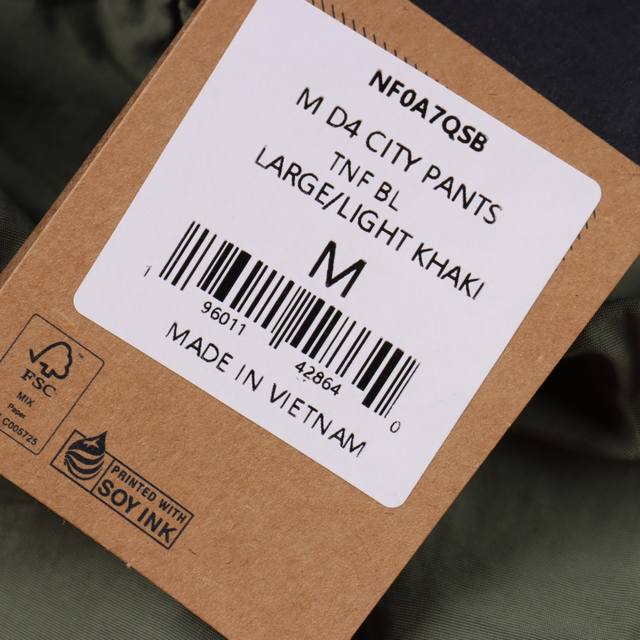 NF0A7QSB
M D4 CITY PANTS
TNF BL
LARGE/LIGHT KHAKI
M
1 96011 42864 0
MADE IN VIETNAM
FSC
MIX
Paper
C005725
PRINTED WITH
SOY INK